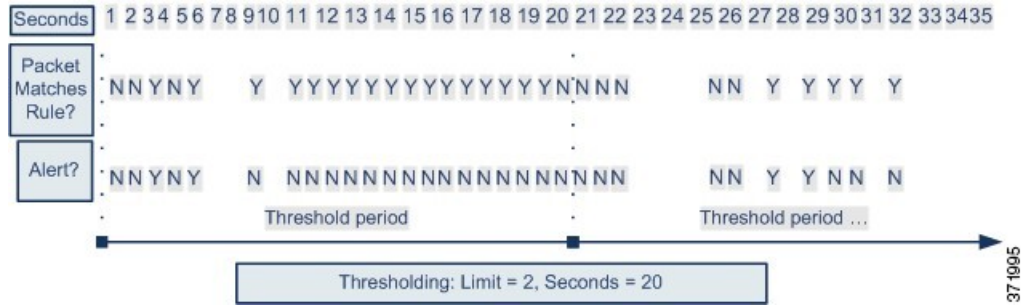 Seconds 1 2 3 4 5 6 7 8 9 10 11 12 13 14 15 16 17 18 19 20 21 22 23 24 25 26 27 28 29 30 31 32 33 34 35
Packet
Matches
Rule?
N N Y N Y Y Y Y Y Y Y Y Y Y Y Y Y Y Y Y N N N N N N Y Y Y Y Y
Alert?
N N Y N Y N N N N N N N N N N N N N N N N N N N N N Y Y N N N
Threshold period Threshold period ...
Thresholding: Limit = 2, Seconds = 20
371995